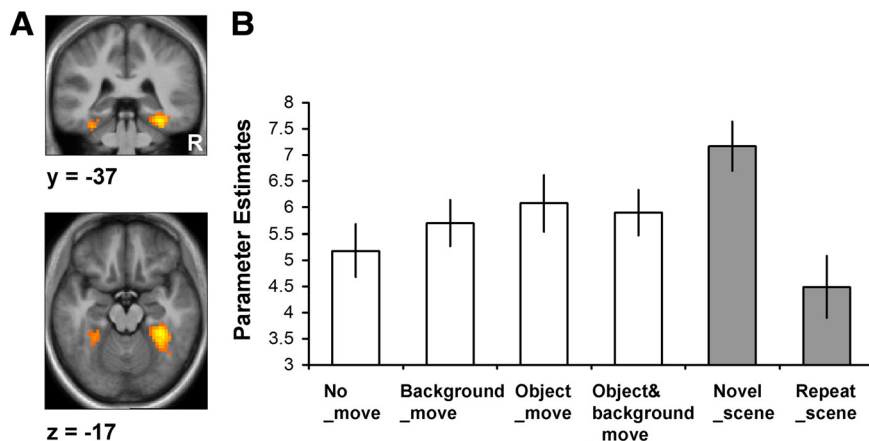 A
B
R
y = -37
z = -17
Parameter Estimates
8
7.5
7
6.5
6
5.5
5
4.5
4
3.5
3
No
_move
Background
_move
Object
_move
Object&
background
move
Novel
_scene
Repeat
_scene